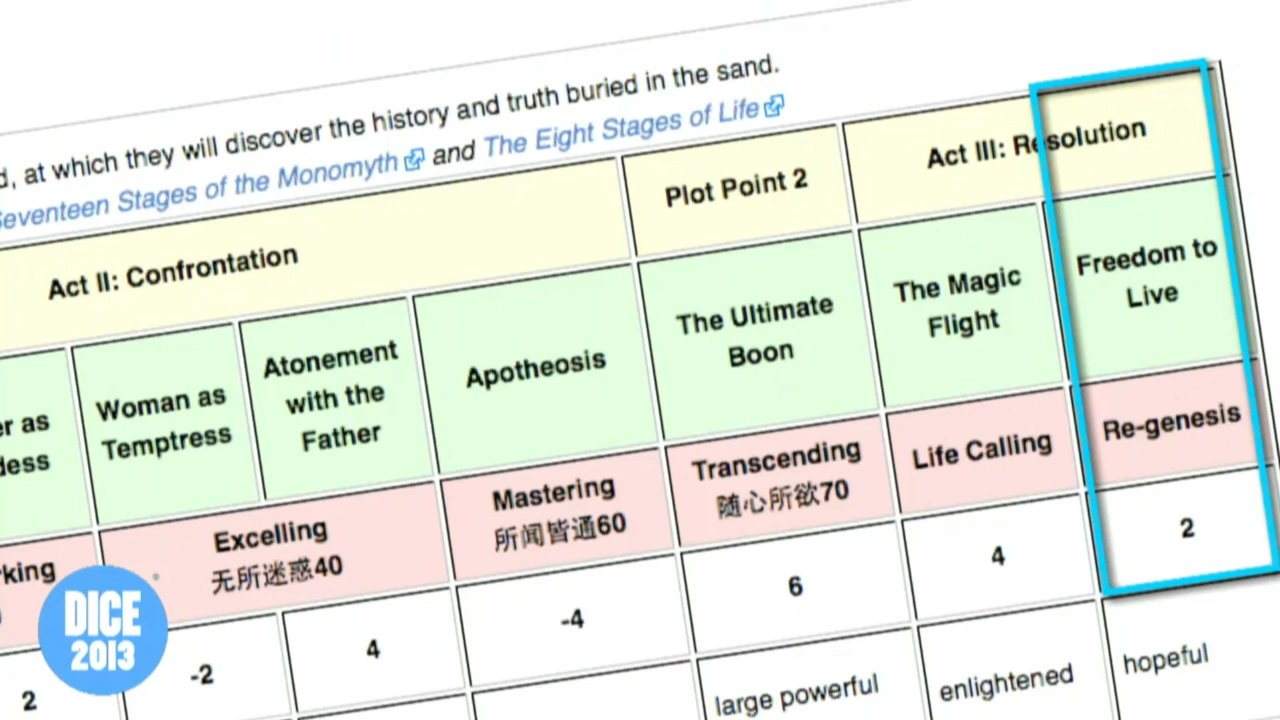 d, at which they will discover the history and truth buried in the sand.
Seventeen Stages of the Monomyth and The Eight Stages of Life
Act II: Confrontation
Plot Point 2
Act III: Resolution
er as
dess
Woman as
Temptress
Atonement
with the
Father
Apotheosis
The Ultimate
Boon
The Magic
Flight
Freedom to
Live
rking
Excelling
无所迷惑40
Mastering
所闻皆通60
Transcending
随心所欲70
Life Calling
Re-genesis
2
-2
4
-4
6
4
2
large powerful
enlightened
hopeful
DICE
2013